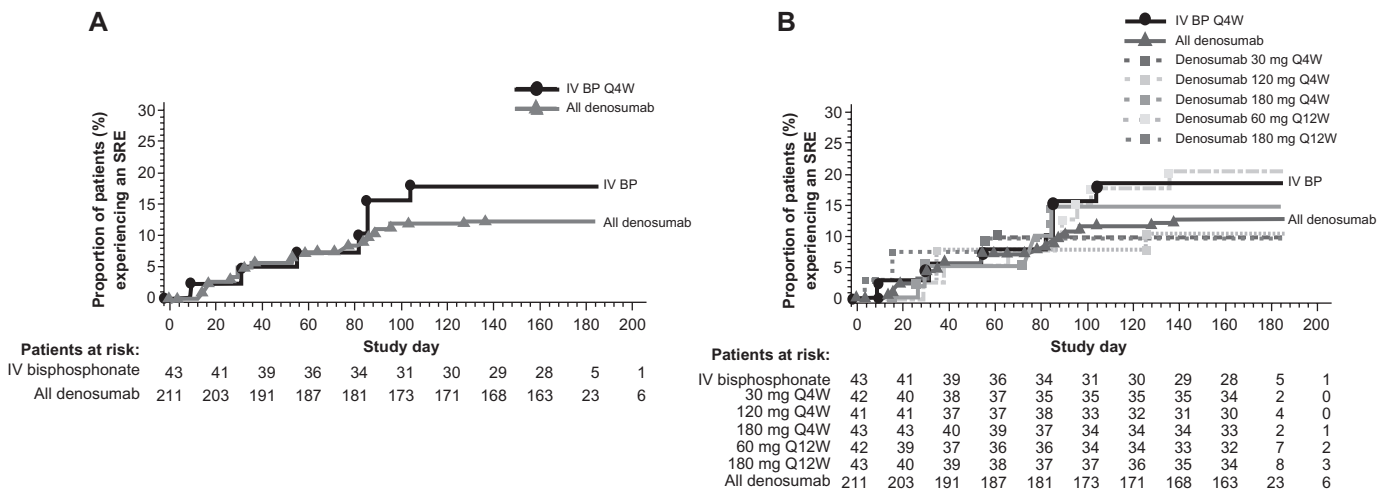 A
Proportion of patients (%)
experiencing an SRE
IV BP Q4W
All denosumab
30
25
20
15
10
5
0
IV BP
All denosumab
0 20 40 60 80 100 120 140 160 180 200
Study day
Patients at risk:
IV bisphosphonate 43 41 39 36 34 31 30 29 28 5 1
All denosumab 211 203 191 187 181 173 171 168 163 23 6
B
Proportion of patients (%)
experiencing an SRE
IV BP Q4W
All denosumab
Denosumab 30 mg Q4W
Denosumab 120 mg Q4W
Denosumab 180 mg Q4W
Denosumab 60 mg Q12W
Denosumab 180 mg Q12W
30
25
20
15
10
5
0
IV BP
All denosumab
0 20 40 60 80 100 120 140 160 180 200
Study day
Patients at risk:
IV bisphosphonate 43 41 39 36 34 31 30 29 28 5 1
30 mg Q4W 42 40 38 37 35 35 35 35 34 2 0
120 mg Q4W 41 41 37 37 38 33 32 31 30 4 0
180 mg Q4W 43 43 40 39 37 34 34 34 33 2 1
60 mg Q12W 42 39 37 36 36 34 34 33 32 7 2
180 mg Q12W 43 40 39 38 37 37 36 35 34 8 3
All denosumab 211 203 191 187 181 173 171 168 163 23 6